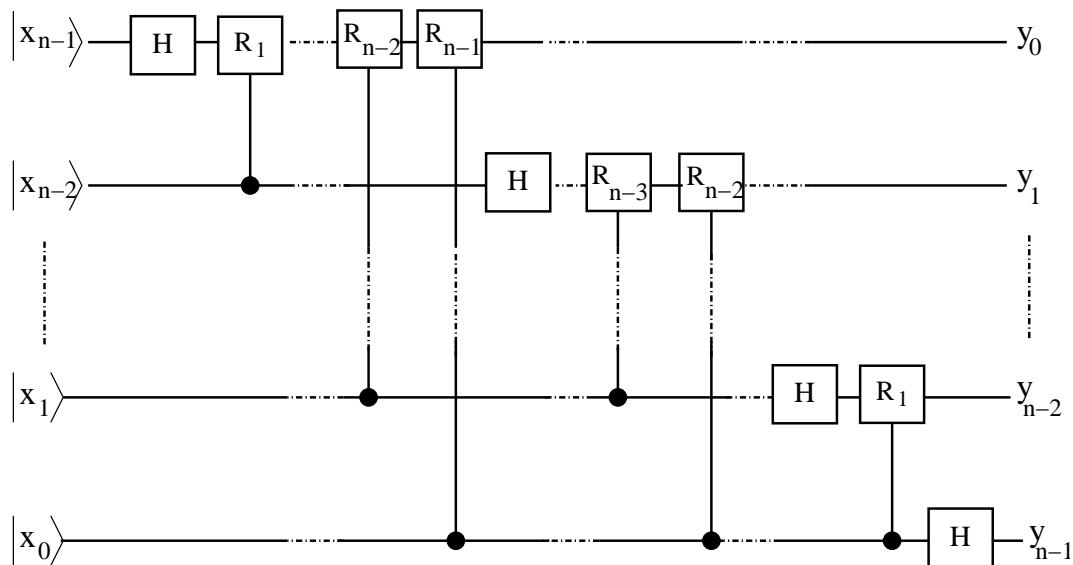 |x_{n−1}⟩ H R_1 R_{n−2} R_{n−1} y_0
|x_{n−2}⟩ H R_{n−3} R_{n−2} y_1
|x_1⟩ H R_1 y_{n−2}
|x_0⟩ H y_{n−1}